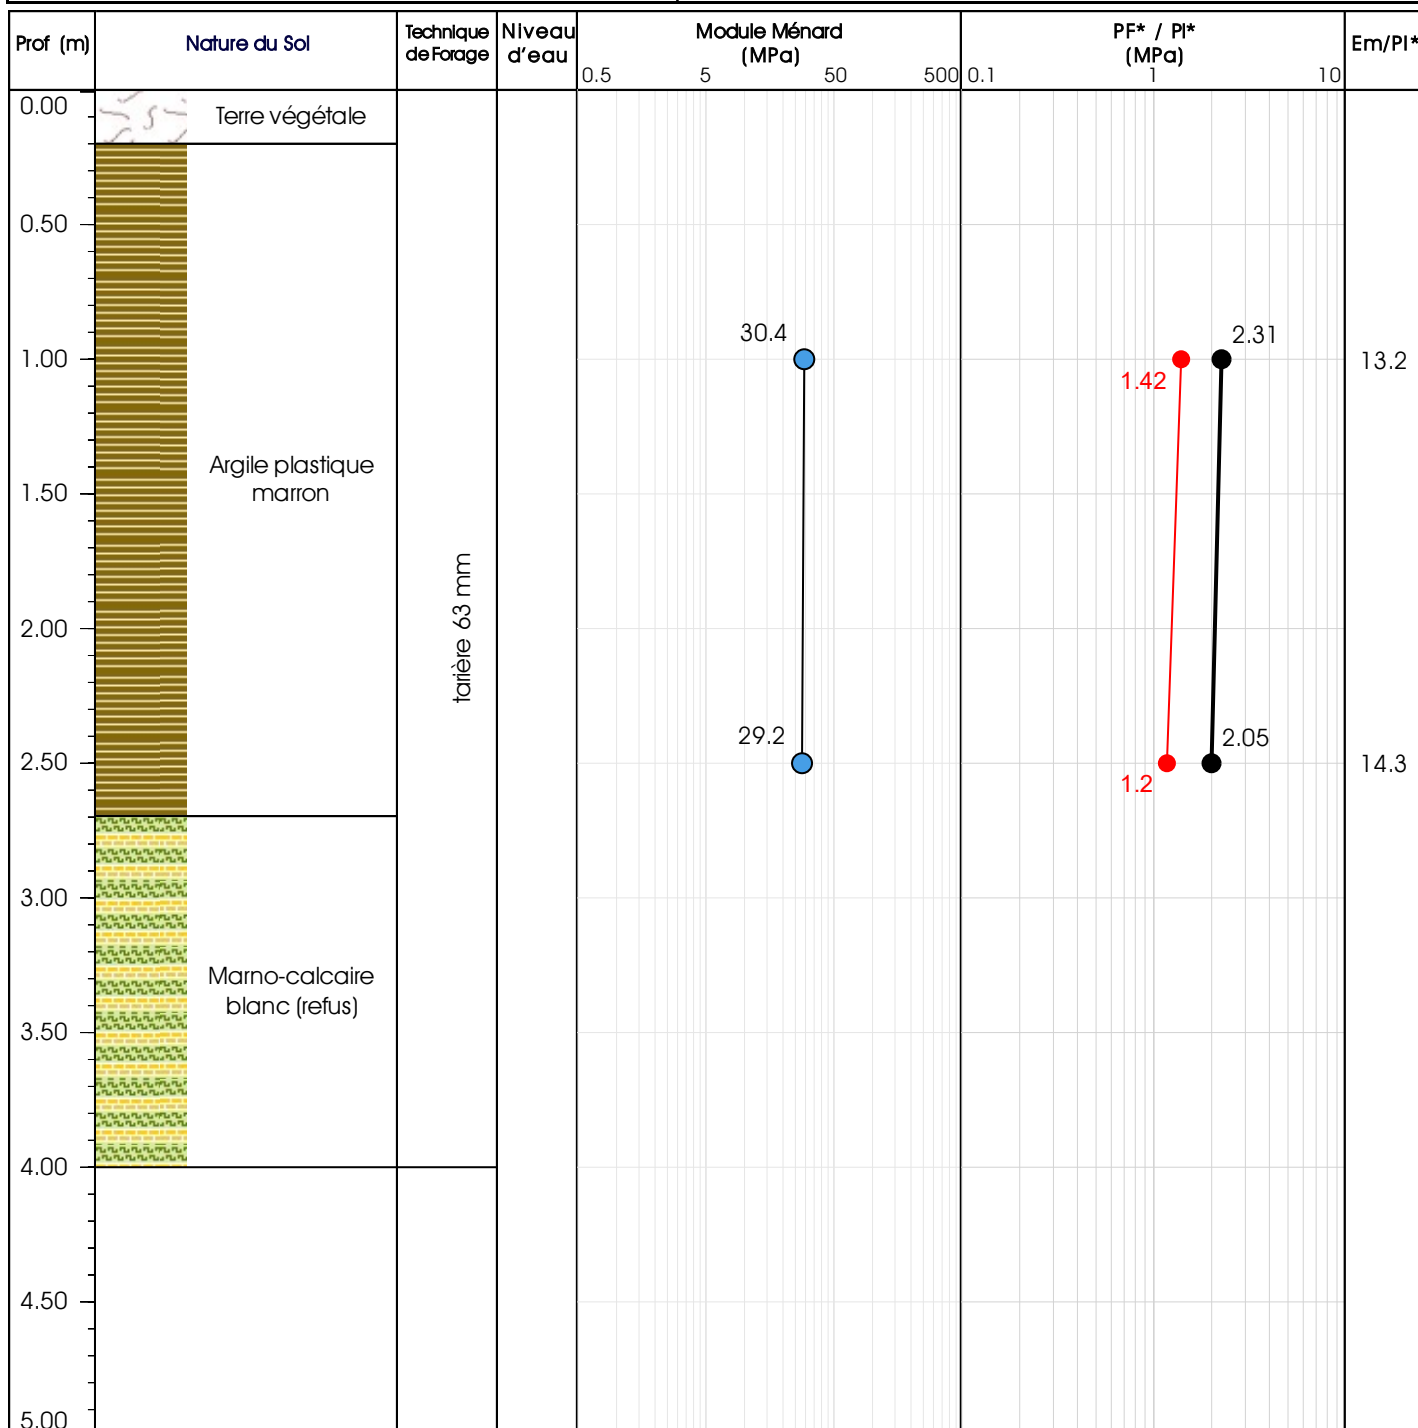 Prof (m)
Nature du Sol
Technique
de Forage
Niveau
d'eau
Module Ménard
(MPa)
0.5 5 50 500
PF* / Pl*
(MPa)
0.1 1 10
Em/Pl*
0.00
Terre végétale
0.50
30.4
2.31
1.00
1.42
13.2
Argile plastique
marron
1.50
tarière 63 mm
2.00
29.2
2.05
2.50
1.2
14.3
3.00
Marno-calcaire
blanc (refus)
3.50
4.00
4.50
5.00